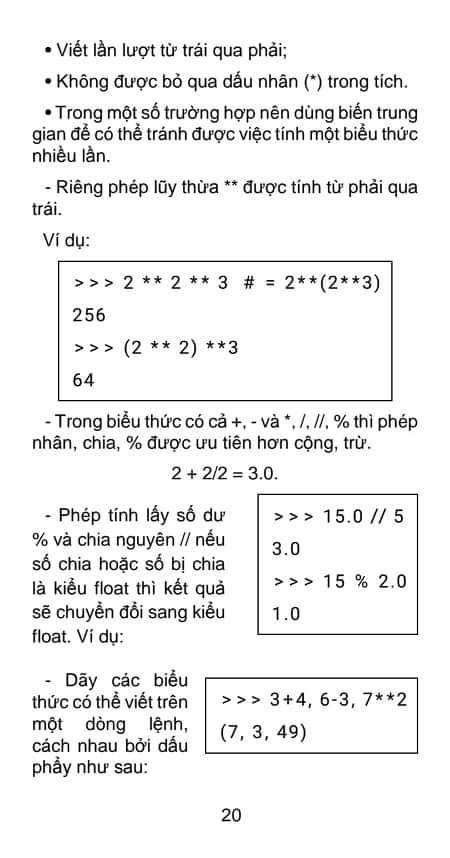 • Viết lần lượt từ trái qua phải;
• Không được bỏ qua dấu nhân (*) trong tích.
• Trong một số trường hợp nên dùng biến trung
gian để có thể tránh được việc tính một biểu thức
nhiều lần.
- Riêng phép lũy thừa ** được tính từ phải qua
trái.
Ví dụ:
>>> 2 ** 2 ** 3 # = 2**(2**3)
256
>>> (2 ** 2) **3
64
- Trong biểu thức có cả +, - và *, /, //, % thì phép
nhân, chia, % được ưu tiên hơn cộng, trừ.
2 + 2/2 = 3.0.
- Phép tính lấy số dư
% và chia nguyên // nếu
số chia hoặc số bị chia
là kiểu float thì kết quả
sẽ chuyển đổi sang kiểu
float. Ví dụ:
>>> 15.0 // 5
3.0
>>> 15 % 2.0
1.0
- Dãy các biểu
thức có thể viết trên
một dòng lệnh,
cách nhau bởi dấu
phẩy như sau:
>>> 3+4, 6-3, 7**2
(7, 3, 49)
20